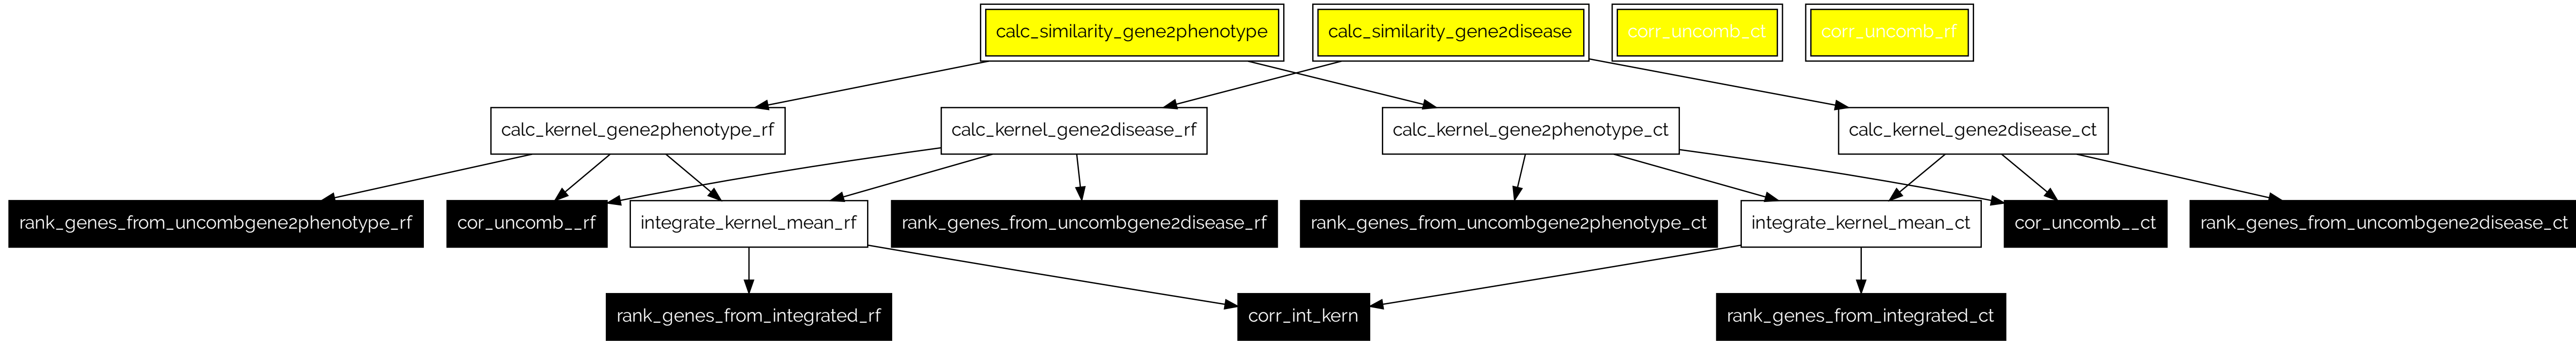 calc_similarity_gene2phenotype
calc_similarity_gene2disease
corr_uncomb_ct
corr_uncomb_rf
calc_kernel_gene2phenotype_rf
calc_kernel_gene2disease_rf
calc_kernel_gene2phenotype_ct
calc_kernel_gene2disease_ct
rank_genes_from_uncombgene2phenotype_rf
cor_uncomb__rf
integrate_kernel_mean_rf
rank_genes_from_uncombgene2disease_rf
rank_genes_from_uncombgene2phenotype_ct
integrate_kernel_mean_ct
cor_uncomb__ct
rank_genes_from_uncombgene2disease_ct
rank_genes_from_integrated_rf
corr_int_kern
rank_genes_from_integrated_ct